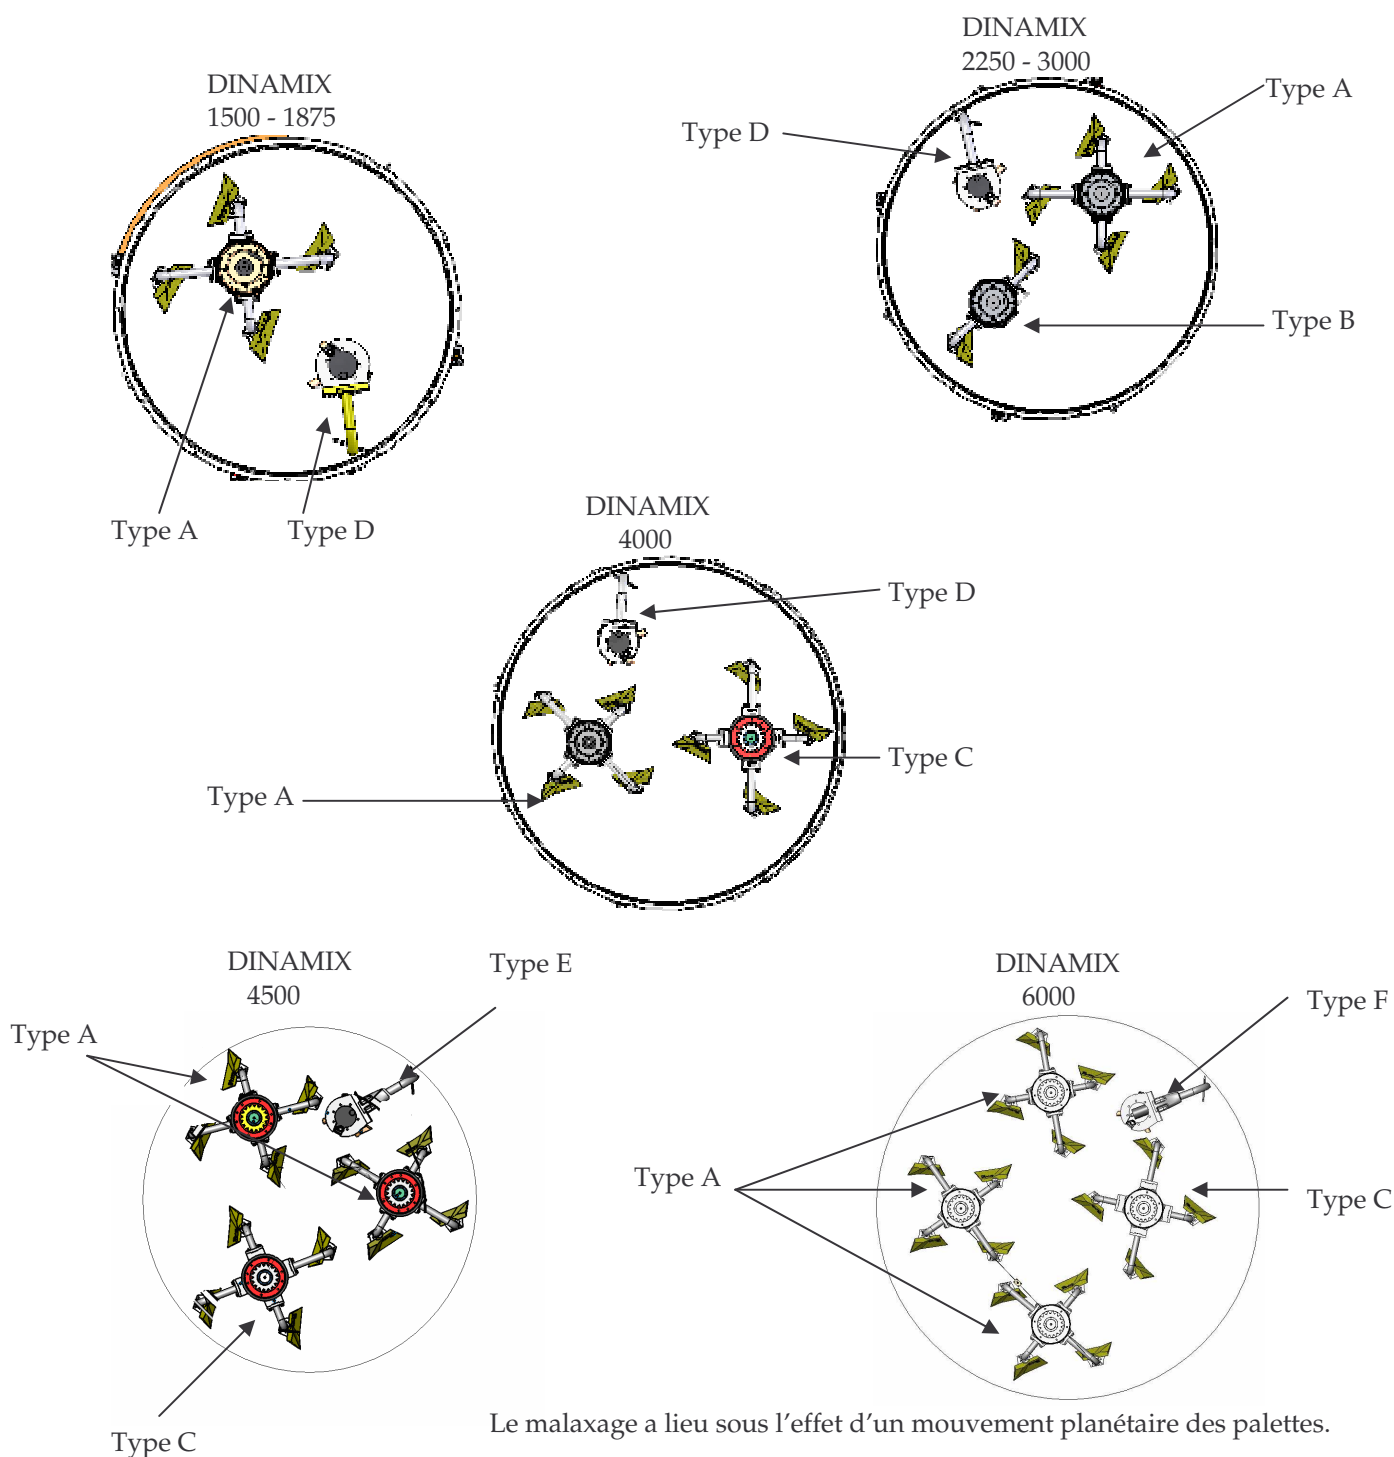 DINAMIX
1500 - 1875
Type A
Type D
DINAMIX
2250 - 3000
Type D
Type A
Type B
DINAMIX
4000
Type D
Type C
Type A
DINAMIX
4500
Type E
Type A
Type C
DINAMIX
6000
Type F
Type A
Type C
Le malaxage a lieu sous l’effet d’un mouvement planétaire des palettes.